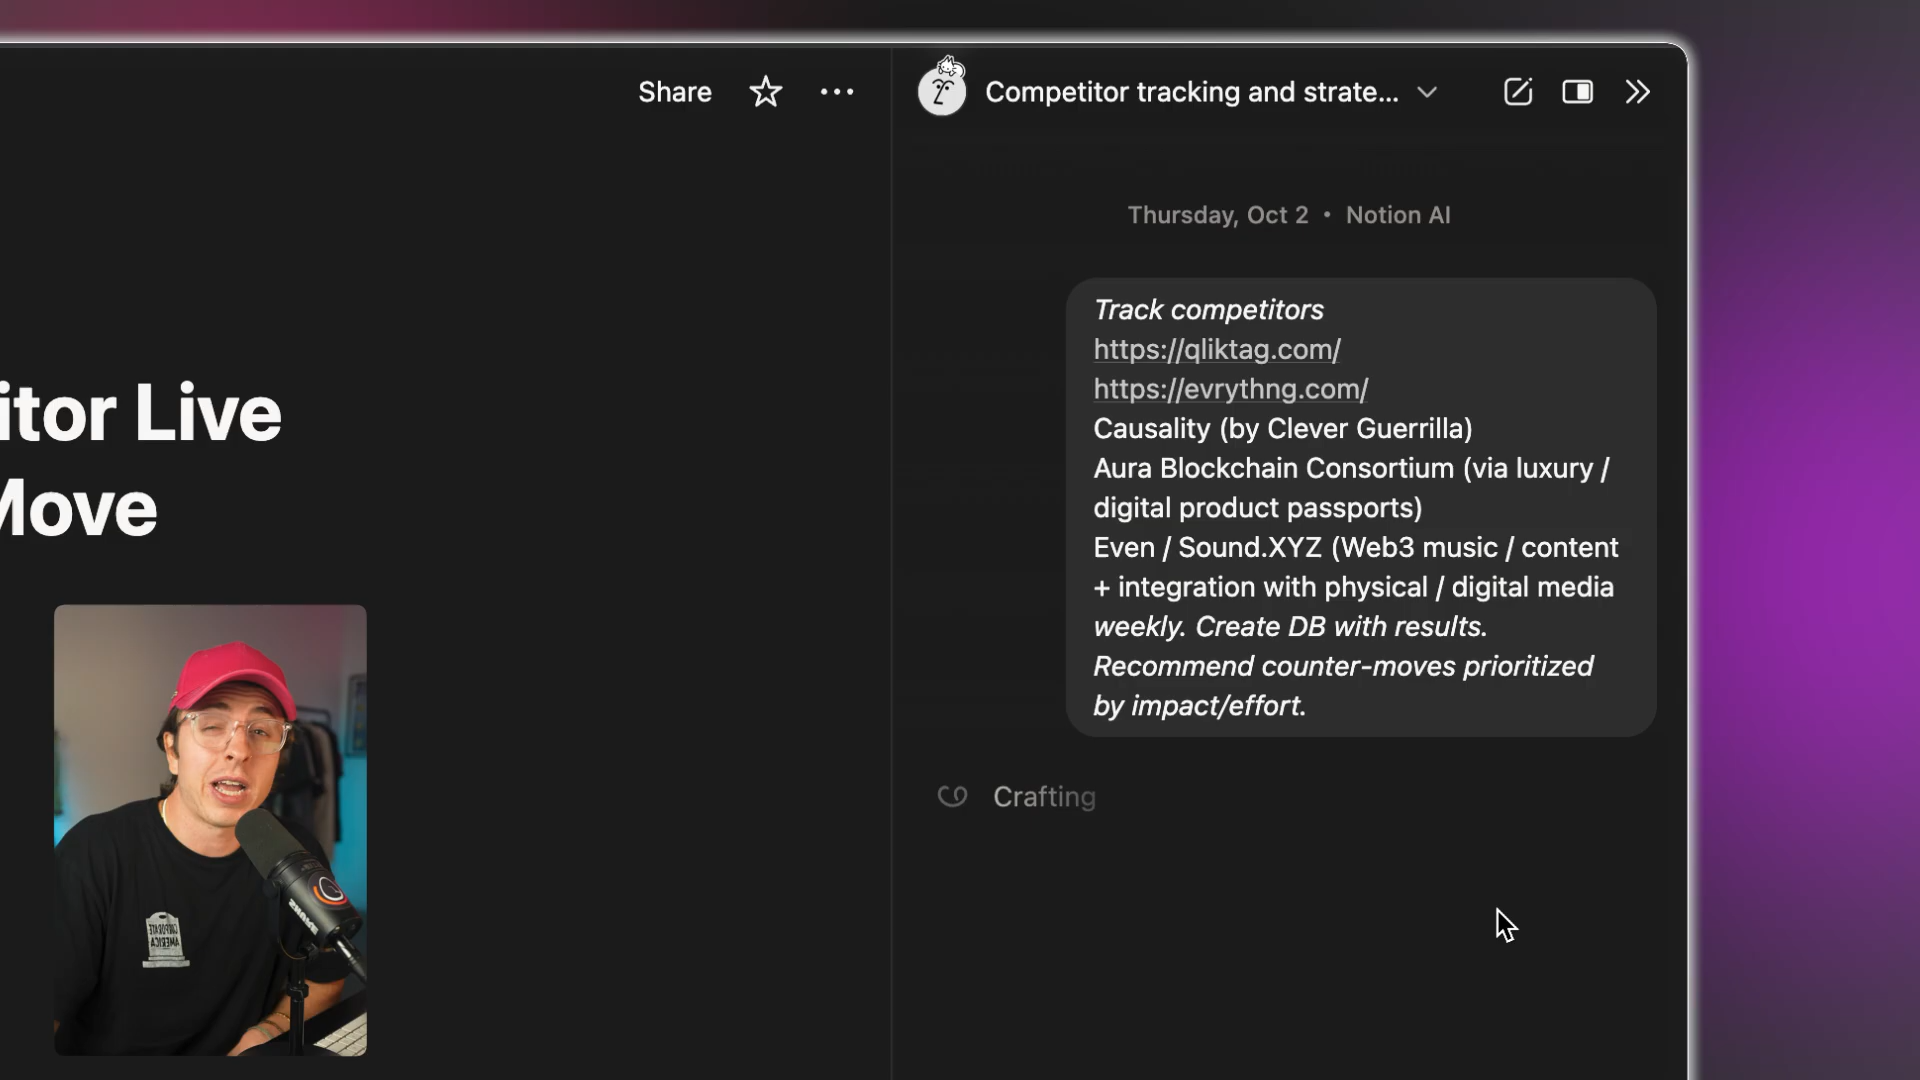 Share
Competitor tracking and strate...
Thursday, Oct 2 • Notion AI
Track competitors
https://qliktag.com/
https://evrythng.com/
Causality (by Clever Guerrilla)
Aura Blockchain Consortium (via luxury /
digital product passports)
Even / Sound.XYZ (Web3 music / content
+ integration with physical / digital media
weekly. Create DB with results.
Recommend counter-moves prioritized
by impact/effort.
Crafting
itor Live
Move
CORPORATE
AMERICA
SHURE